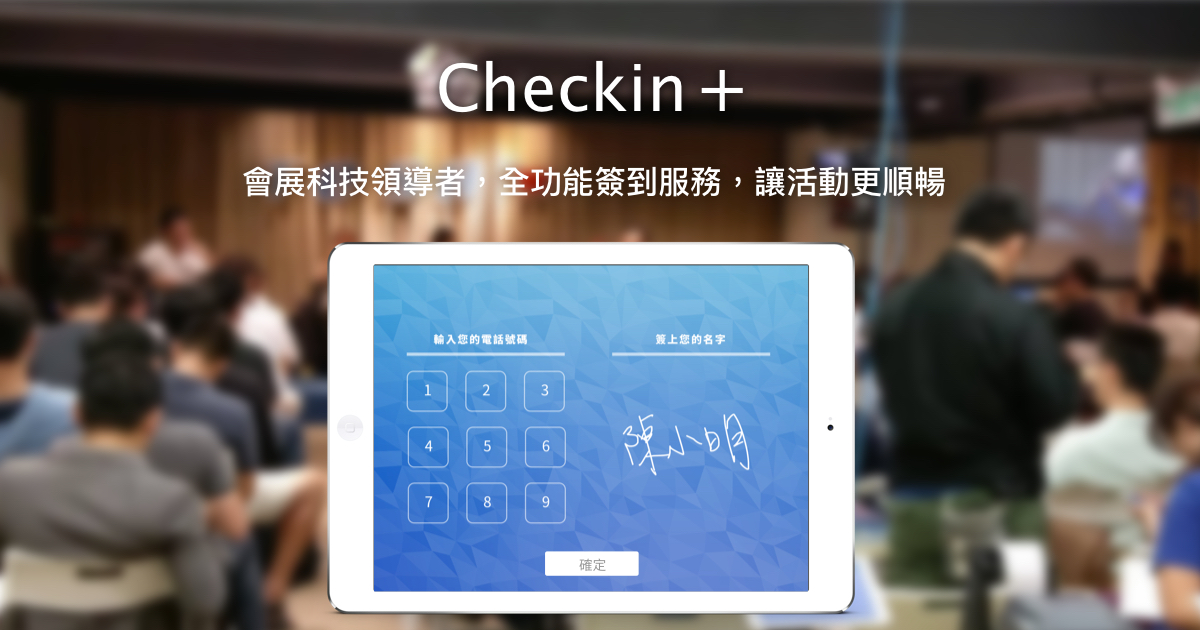 Checkin+
會展科技領導者，全功能簽到服務，讓活動更順暢
輸入您的電話號碼
簽上您的名字
1 2 3
4 5 6
7 8 9
陳小明
確定